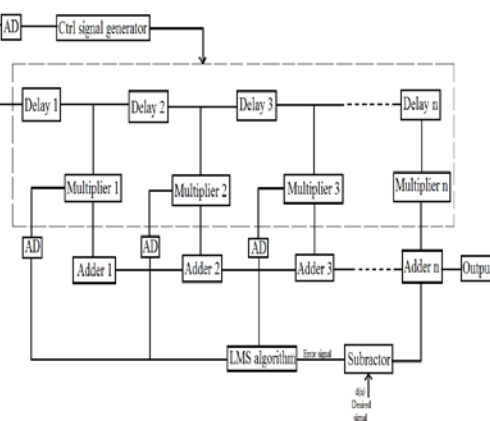 AD
Ctrl signal generator
Delay 1
Delay 2
Delay 3
Delay n
Multiplier 1
Multiplier 2
Multiplier 3
Multiplier n
AD
AD
AD
Adder 1
Adder 2
Adder 3
Adder n
Output
LMS algorithm
Error signal
Subractor
d(n)
Desired
signal